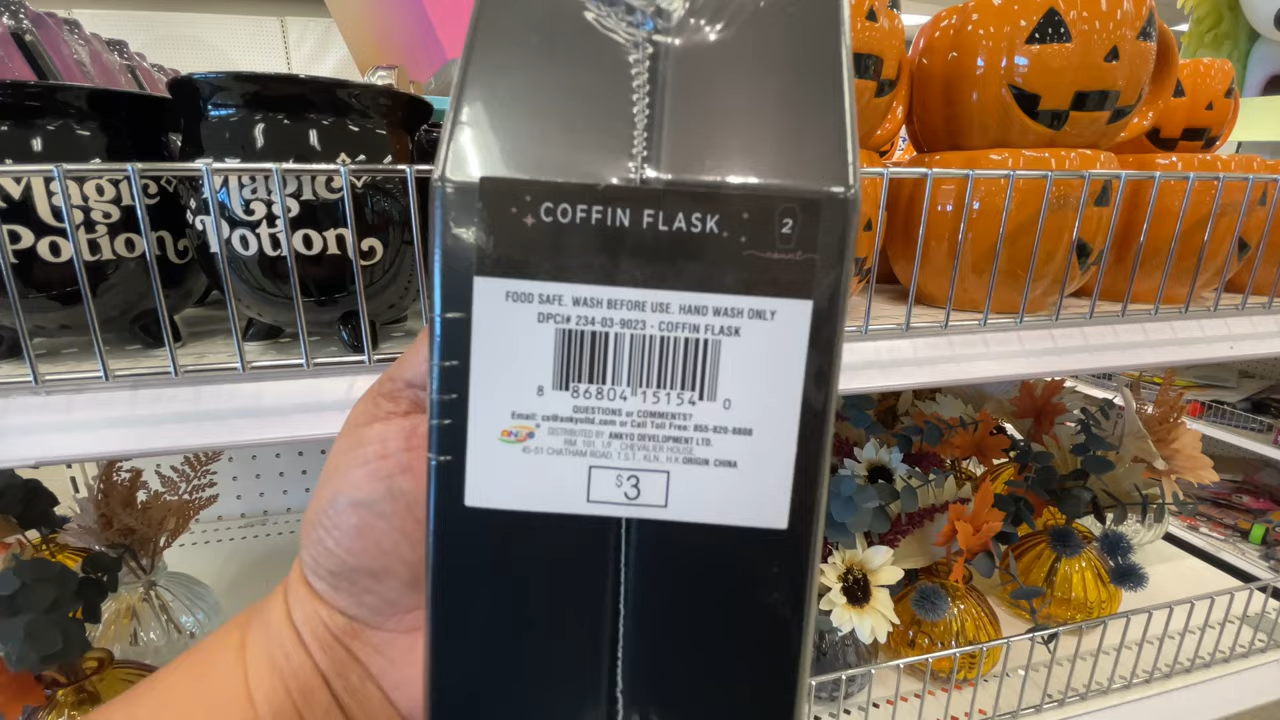 Magic
Potion
Magic
Potion
COFFIN FLASK
2
count
FOOD SAFE. WASH BEFORE USE. HAND WASH ONLY
DPCI# 234-03-9023 - COFFIN FLASK
8 86804 15154 0
QUESTIONS or COMMENTS?
Email: cs@ankyoltd.com or Call Toll Free: 855-820-8808
ANKYO
DISTRIBUTED BY ANKYO DEVELOPMENT LTD.
RM. 101, 1/F., CHEVALIER HOUSE,
45-51 CHATHAM ROAD, T.S.T., KLN., H.K. ORIGIN: CHINA
$3